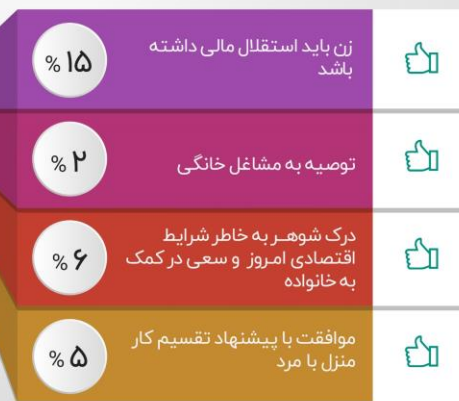 زن باید استقلال مالی داشته
باشد
% ۱۵
توصیه به مشاغل خانگی
% ۲
درک شوهر به خاطر شرایط
اقتصادی امروز و سعی در کمک
به خانواده
% ۶
موافقت با پیشنهاد تقسیم کار
منزل با مرد
% ۵